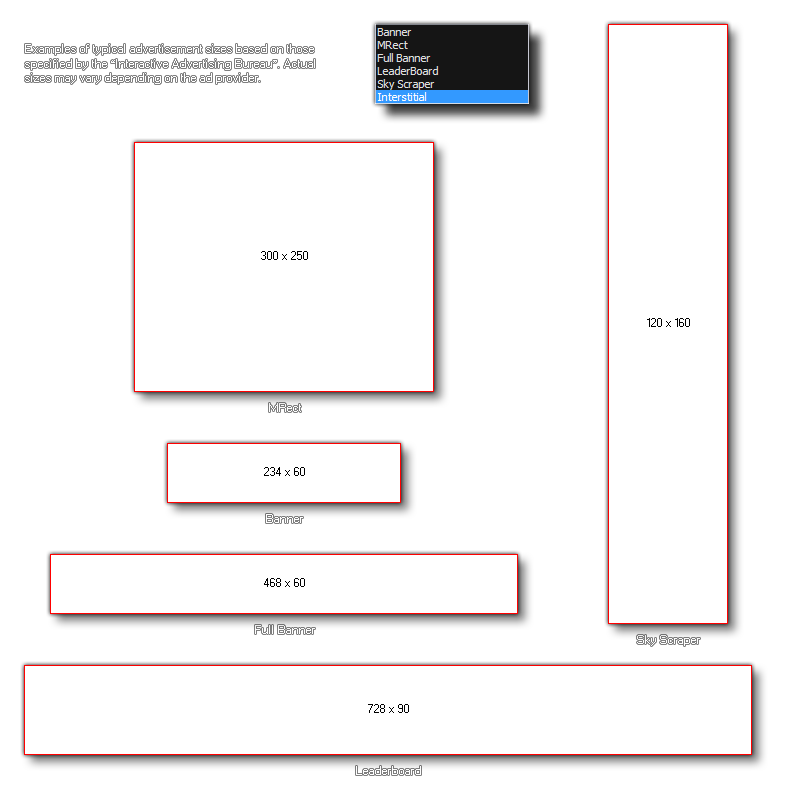 Examples of typical advertisement sizes based on those
specified by the "Interactive Advertising Bureau". Actual
sizes may vary depending on the ad provider.
Banner
MRect
Full Banner
LeaderBoard
Sky Scraper
Interstitial
300 x 250
MRect
120 x 160
Sky Scraper
234 x 60
Banner
468 x 60
Full Banner
728 x 90
Leaderboard